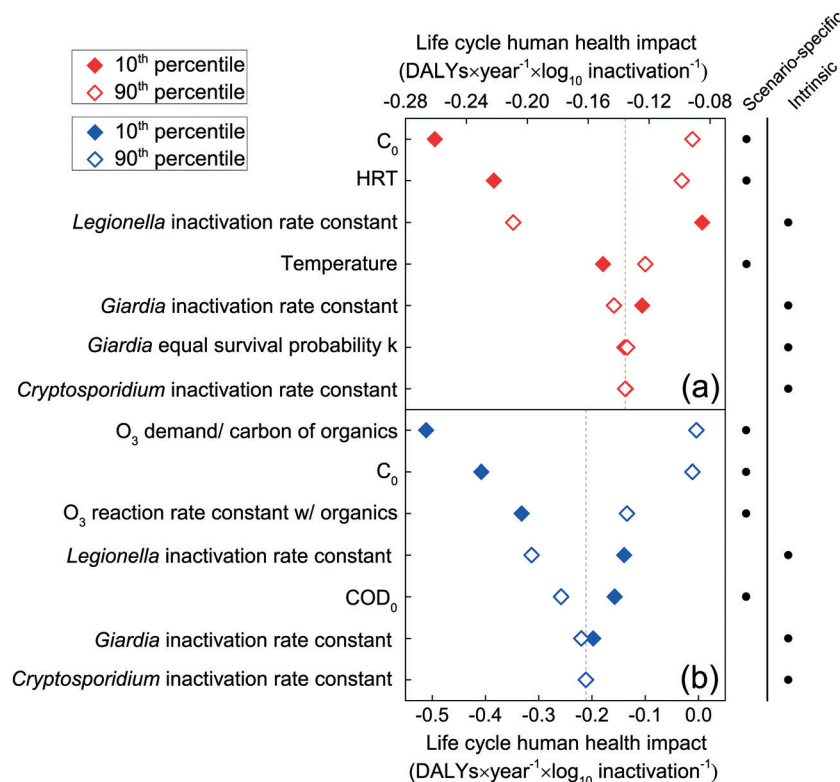 Life cycle human health impact
(DALYs×year⁻¹×log₁₀ inactivation⁻¹)
10th percentile
90th percentile
10th percentile
90th percentile
-0.28 -0.24 -0.20 -0.16 -0.12 -0.08
Scenario-specific
Intrinsic
C₀
HRT
Legionella inactivation rate constant
Temperature
Giardia inactivation rate constant
Giardia equal survival probability k
Cryptosporidium inactivation rate constant
(a)
O₃ demand/ carbon of organics
C₀
O₃ reaction rate constant w/ organics
Legionella inactivation rate constant
COD₀
Giardia inactivation rate constant
Cryptosporidium inactivation rate constant
(b)
-0.5 -0.4 -0.3 -0.2 -0.1 0.0
Life cycle human health impact
(DALYs×year⁻¹×log₁₀ inactivation⁻¹)